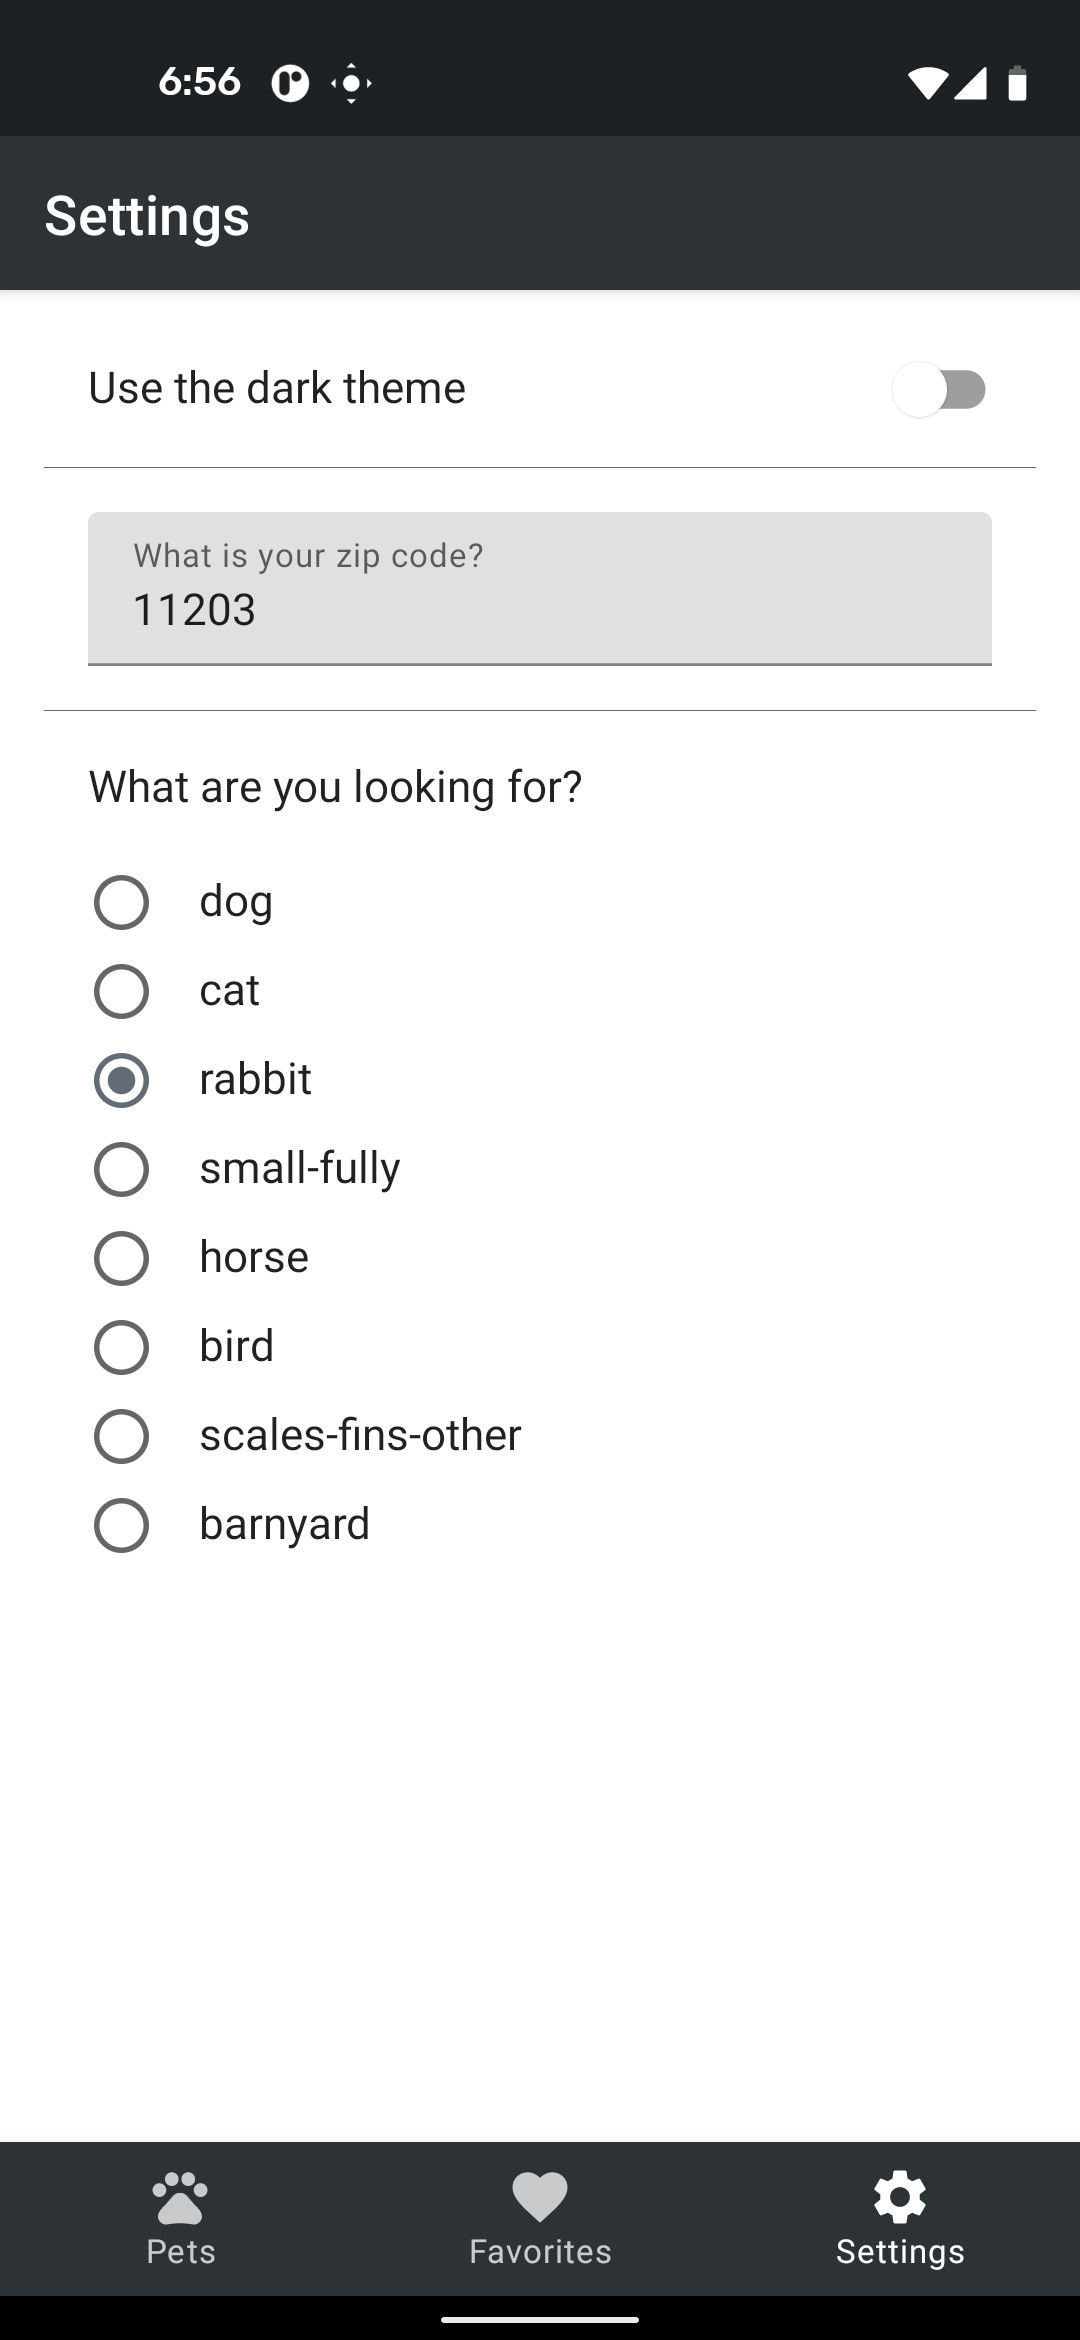 6:56
Settings
Use the dark theme
What is your zip code?
11203
What are you looking for?
dog
cat
rabbit
small-fully
horse
bird
scales-fins-other
barnyard
Pets
Favorites
Settings